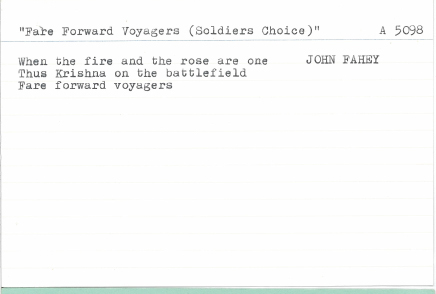 "Fare Forward Voyagers (Soldiers Choice)" A 5098
When the fire and the rose are one JOHN FAHEY
Thus Krishna on the battlefield
Fare forward voyagers